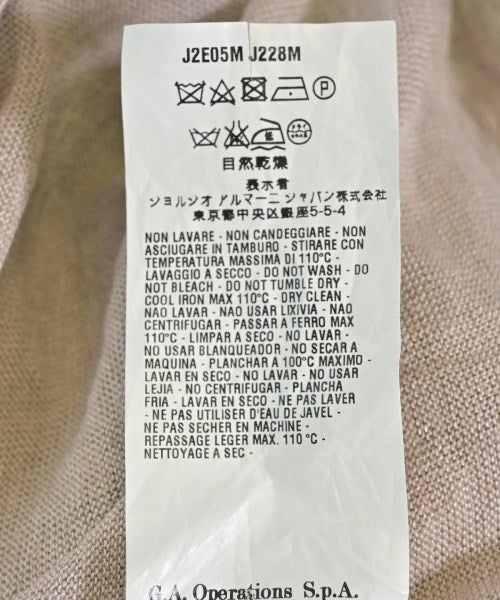 J2E05M J228M
P
自然乾燥
表示者
ジョルジオ アルマーニ ジャパン株式会社
東京都中央区銀座5-5-4
NON LAVARE - NON CANDEGGIARE - NON
ASCIUGARE IN TAMBURO - STIRARE CON
TEMPERATURA MASSIMA DI 110°C -
LAVAGGIO A SECCO - DO NOT WASH - DO
NOT BLEACH - DO NOT TUMBLE DRY -
COOL IRON MAX 110°C - DRY CLEAN -
NAO LAVAR - NAO USAR LIXIVIA - NAO
CENTRIFUGAR - PASSAR A FERRO MAX
110°C - LIMPAR A SECO - NO LAVAR -
NO USAR BLANQUEADOR - NO SECAR A
MAQUINA - PLANCHAR A 100°C MAXIMO -
LAVAR EN SECO - NO LAVAR - NO USAR
LEJIA - NO CENTRIFUGAR - PLANCHA
FRIA - LAVAR EN SECO - NE PAS LAVER
- NE PAS UTILISER D'EAU DE JAVEL -
NE PAS SECHER EN MACHINE -
REPASSAGE LEGER MAX. 110 °C -
NETTOYAGE A SEC -
G.A. Operations S.p.A.